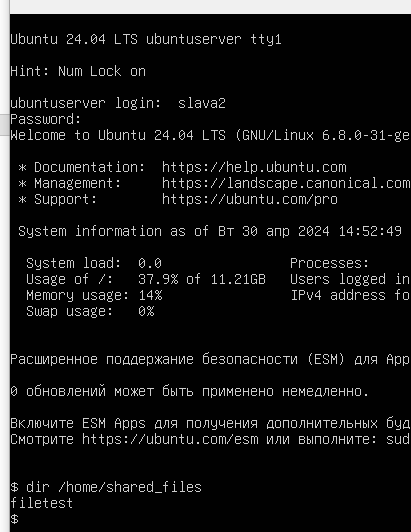 Ubuntu 24.04 LTS ubuntuserver tty1
Hint: Num Lock on
ubuntuserver login: slava2
Password:
Welcome to Ubuntu 24.04 LTS (GNU/Linux 6.8.0-31-ge
* Documentation: https://help.ubuntu.com
* Management: https://landscape.canonical.com
* Support: https://ubuntu.com/pro
System information as of Вт 30 апр 2024 14:52:49
System load: 0.0 Processes:
Usage of /: 37.9% of 11.21GB Users logged in
Memory usage: 14% IPv4 address fo
Swap usage: 0%
Расширенное поддержание безопасности (ESM) для App
0 обновлений может быть применено немедленно.
Включите ESM Apps для получения дополнительных буд
Смотрите https://ubuntu.com/esm или выполните: sud
$ dir /home/shared_files
filetest
$